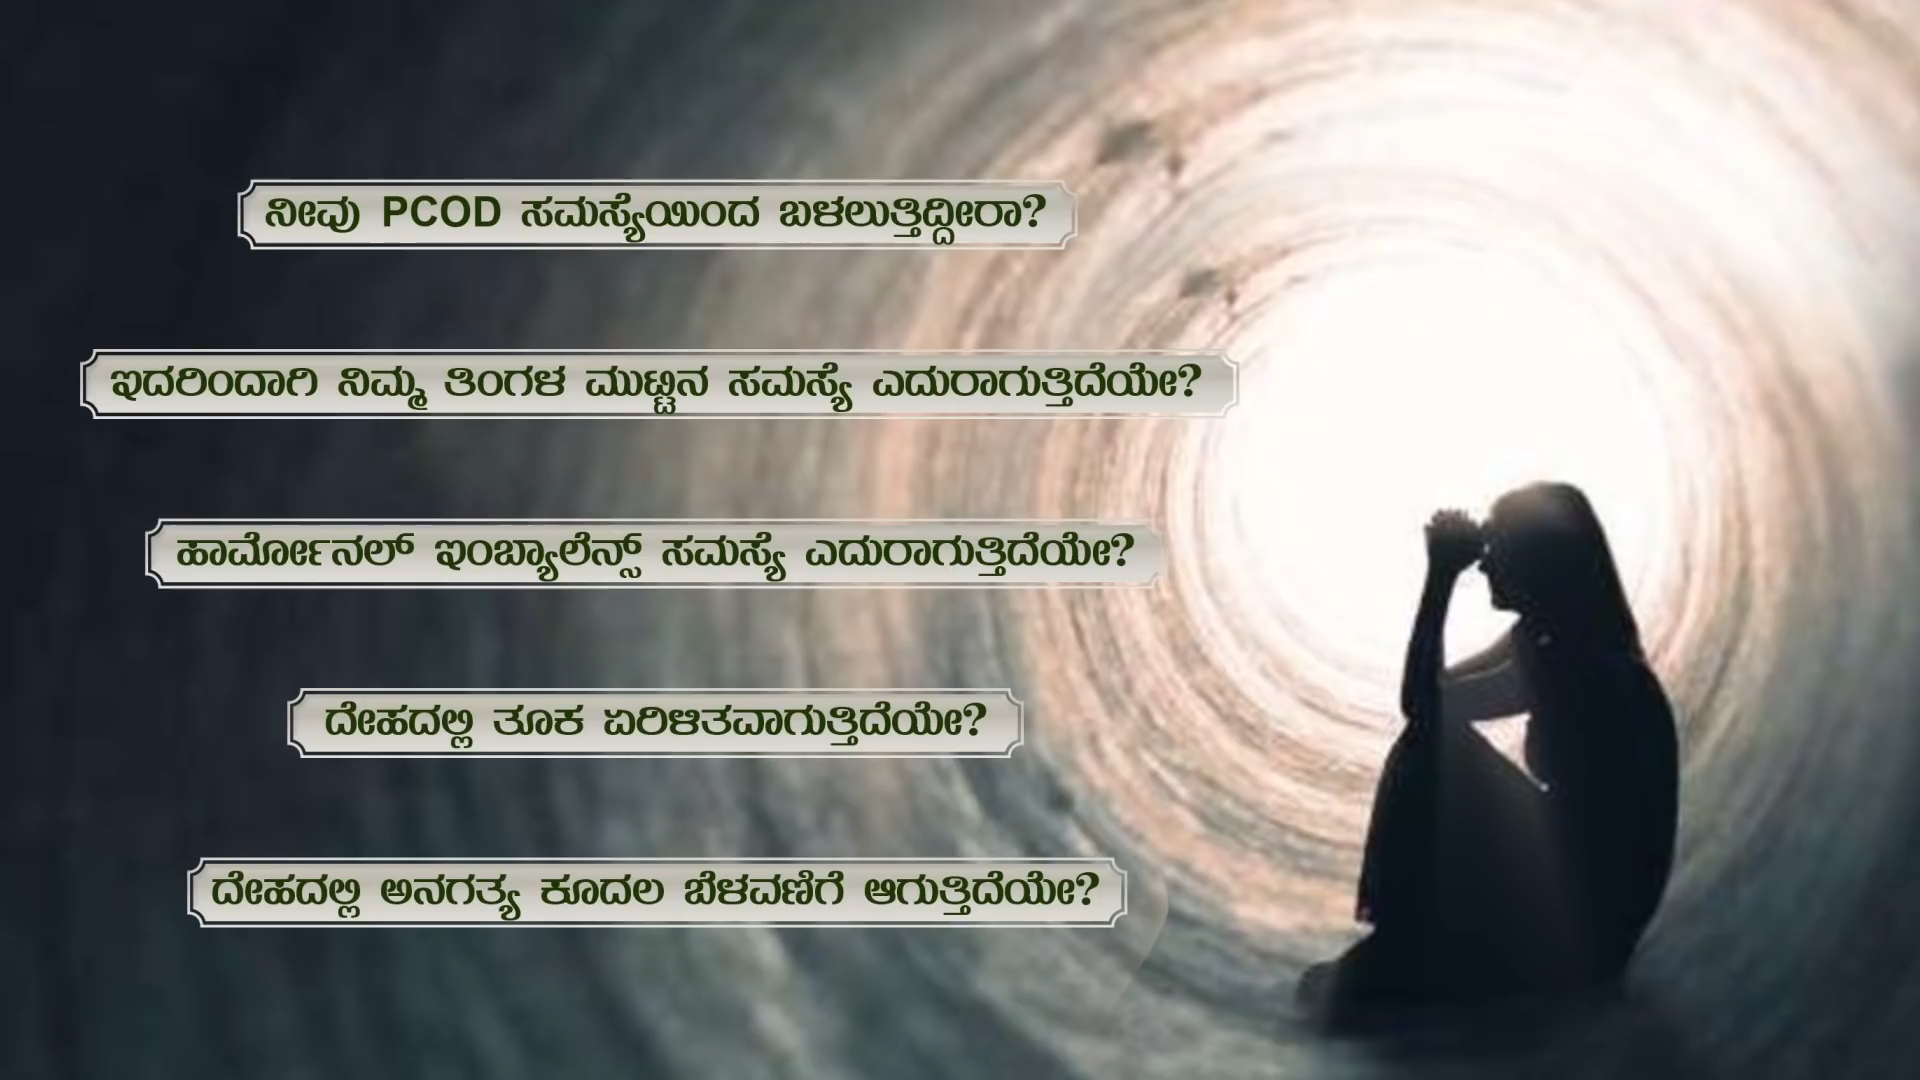 ನೀವು PCOD ಸಮಸ್ಯೆಯಿಂದ ಬಳಲುತ್ತಿದ್ದೀರಾ?
ಇದರಿಂದಾಗಿ ನಿಮ್ಮ ತಿಂಗಳ ಮುಟ್ಟಿನ ಸಮಸ್ಯೆ ಎದುರಾಗುತ್ತಿದೆಯೇ?
ಹಾರ್ಮೋನಲ್ ಇಂಬ್ಯಾಲೆನ್ಸ್ ಸಮಸ್ಯೆ ಎದುರಾಗುತ್ತಿದೆಯೇ?
ದೇಹದಲ್ಲಿ ತೂಕ ಏರಿಳಿತವಾಗುತ್ತಿದೆಯೇ?
ದೇಹದಲ್ಲಿ ಅನಗತ್ಯ ಕೂದಲ ಬೆಳವಣಿಗೆ ಆಗುತ್ತಿದೆಯೇ?